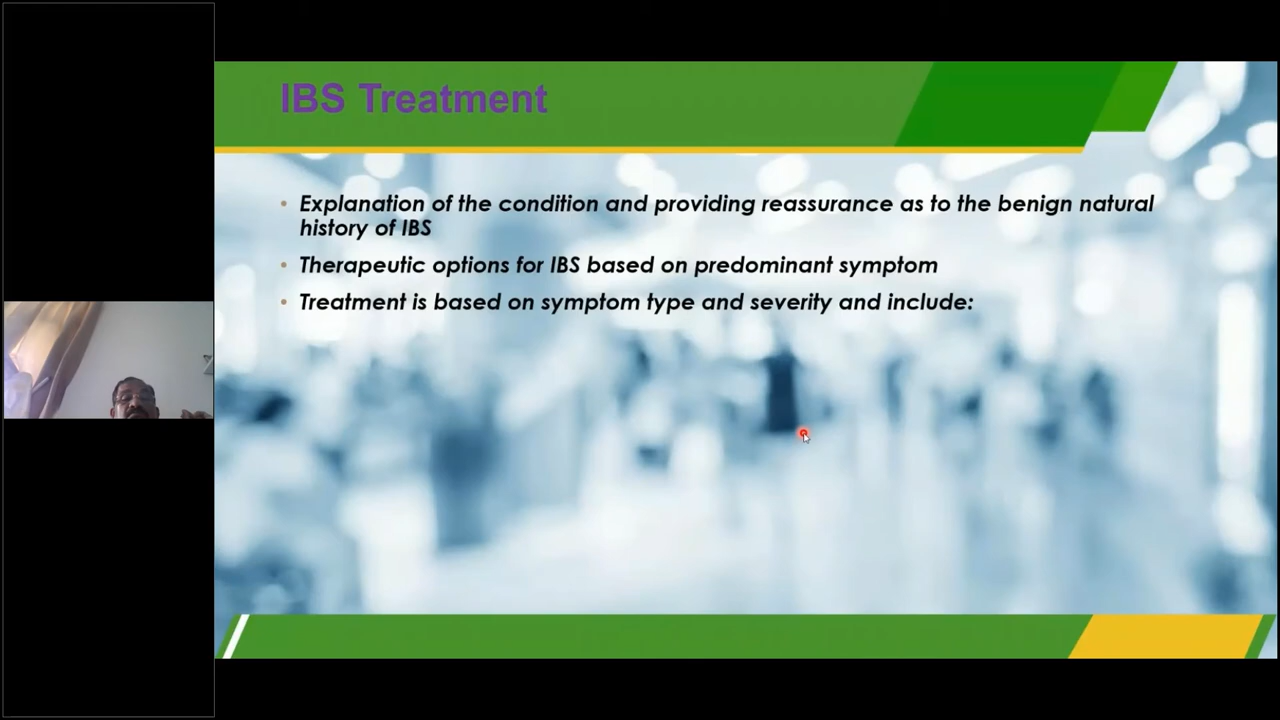 IBS Treatment
• Explanation of the condition and providing reassurance as to the benign natural
history of IBS
• Therapeutic options for IBS based on predominant symptom
• Treatment is based on symptom type and severity and include: